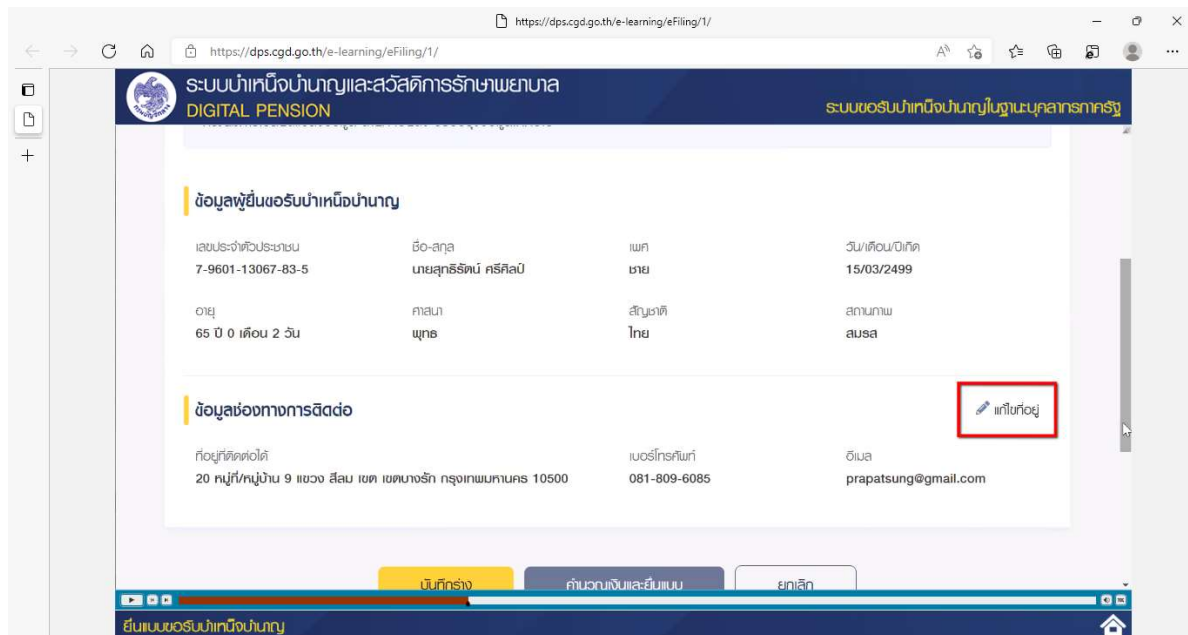 https://dps.cgd.go.th/e-learning/eFiling/1/
https://dps.cgd.go.th/e-learning/eFiling/1/
ระบบบำเหน็จบำนาญและสวัสดิการรักษาพยาบาล
DIGITAL PENSION
ระบบขอรับบำเหน็จบำนาญในฐานะบุคลากรภาครัฐ
ข้อมูลผู้ยื่นขอรับบำเหน็จบำนาญ
เลขประจำตัวประชาชน ชื่อ-สกุล เพศ วัน/เดือน/ปีเกิด
7-9601-13067-83-5 นายสุทธิรัตน์ ศรีศิลป์ ชาย 15/03/2499
อายุ ศาสนา สัญชาติ สถานภาพ
65 ปี 0 เดือน 2 วัน พุทธ ไทย สมรส
ข้อมูลช่องทางการติดต่อ แก้ไขที่อยู่
ที่อยู่ที่ติดต่อได้ เบอร์โทรศัพท์ อีเมล
20 หมู่ที่/หมู่บ้าน 9 แขวง สีลม เขต เขตบางรัก กรุงเทพมหานคร 10500 081-809-6085 prapatsung@gmail.com
บันทึกร่าง คำนวณเงินและยื่นแบบ ยกเลิก
ยื่นแบบขอรับบำเหน็จบำนาญ